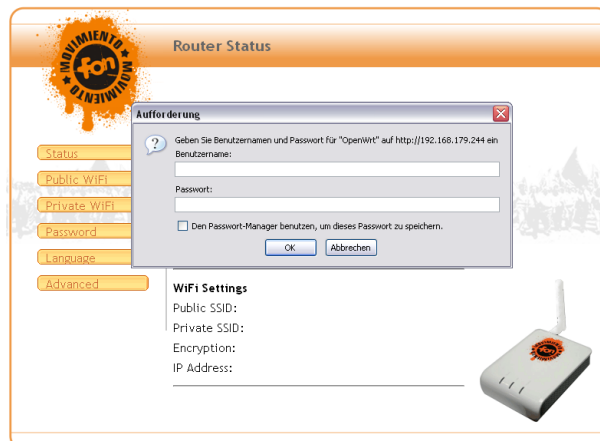 MOVIMIENTO
fon
MOVIMIENTO
Router Status
Aufforderung
Geben Sie Benutzernamen und Passwort für "OpenWrt" auf http://192.168.179.244 ein
Benutzername:
Passwort:
Den Passwort-Manager benutzen, um dieses Passwort zu speichern.
OK
Abbrechen
Status
Public WiFi
Private WiFi
Password
Language
Advanced
WiFi Settings
Public SSID:
Private SSID:
Encryption:
IP Address: